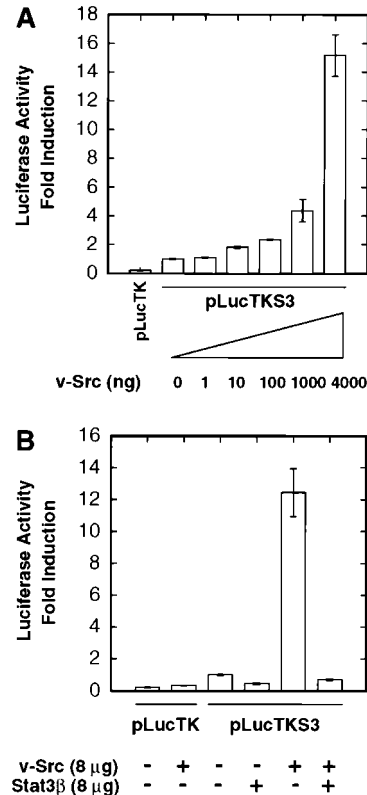 A
Luciferase Activity
Fold Induction
18
16
14
12
10
8
6
4
2
0
pLucTK
pLucTKS3
v-Src (ng) 0 1 10 100 1000 4000
B
Luciferase Activity
Fold Induction
16
14
12
10
8
6
4
2
0
pLucTK pLucTKS3
v-Src (8 µg) - + - - + +
Stat3β (8 µg) - - - + - +